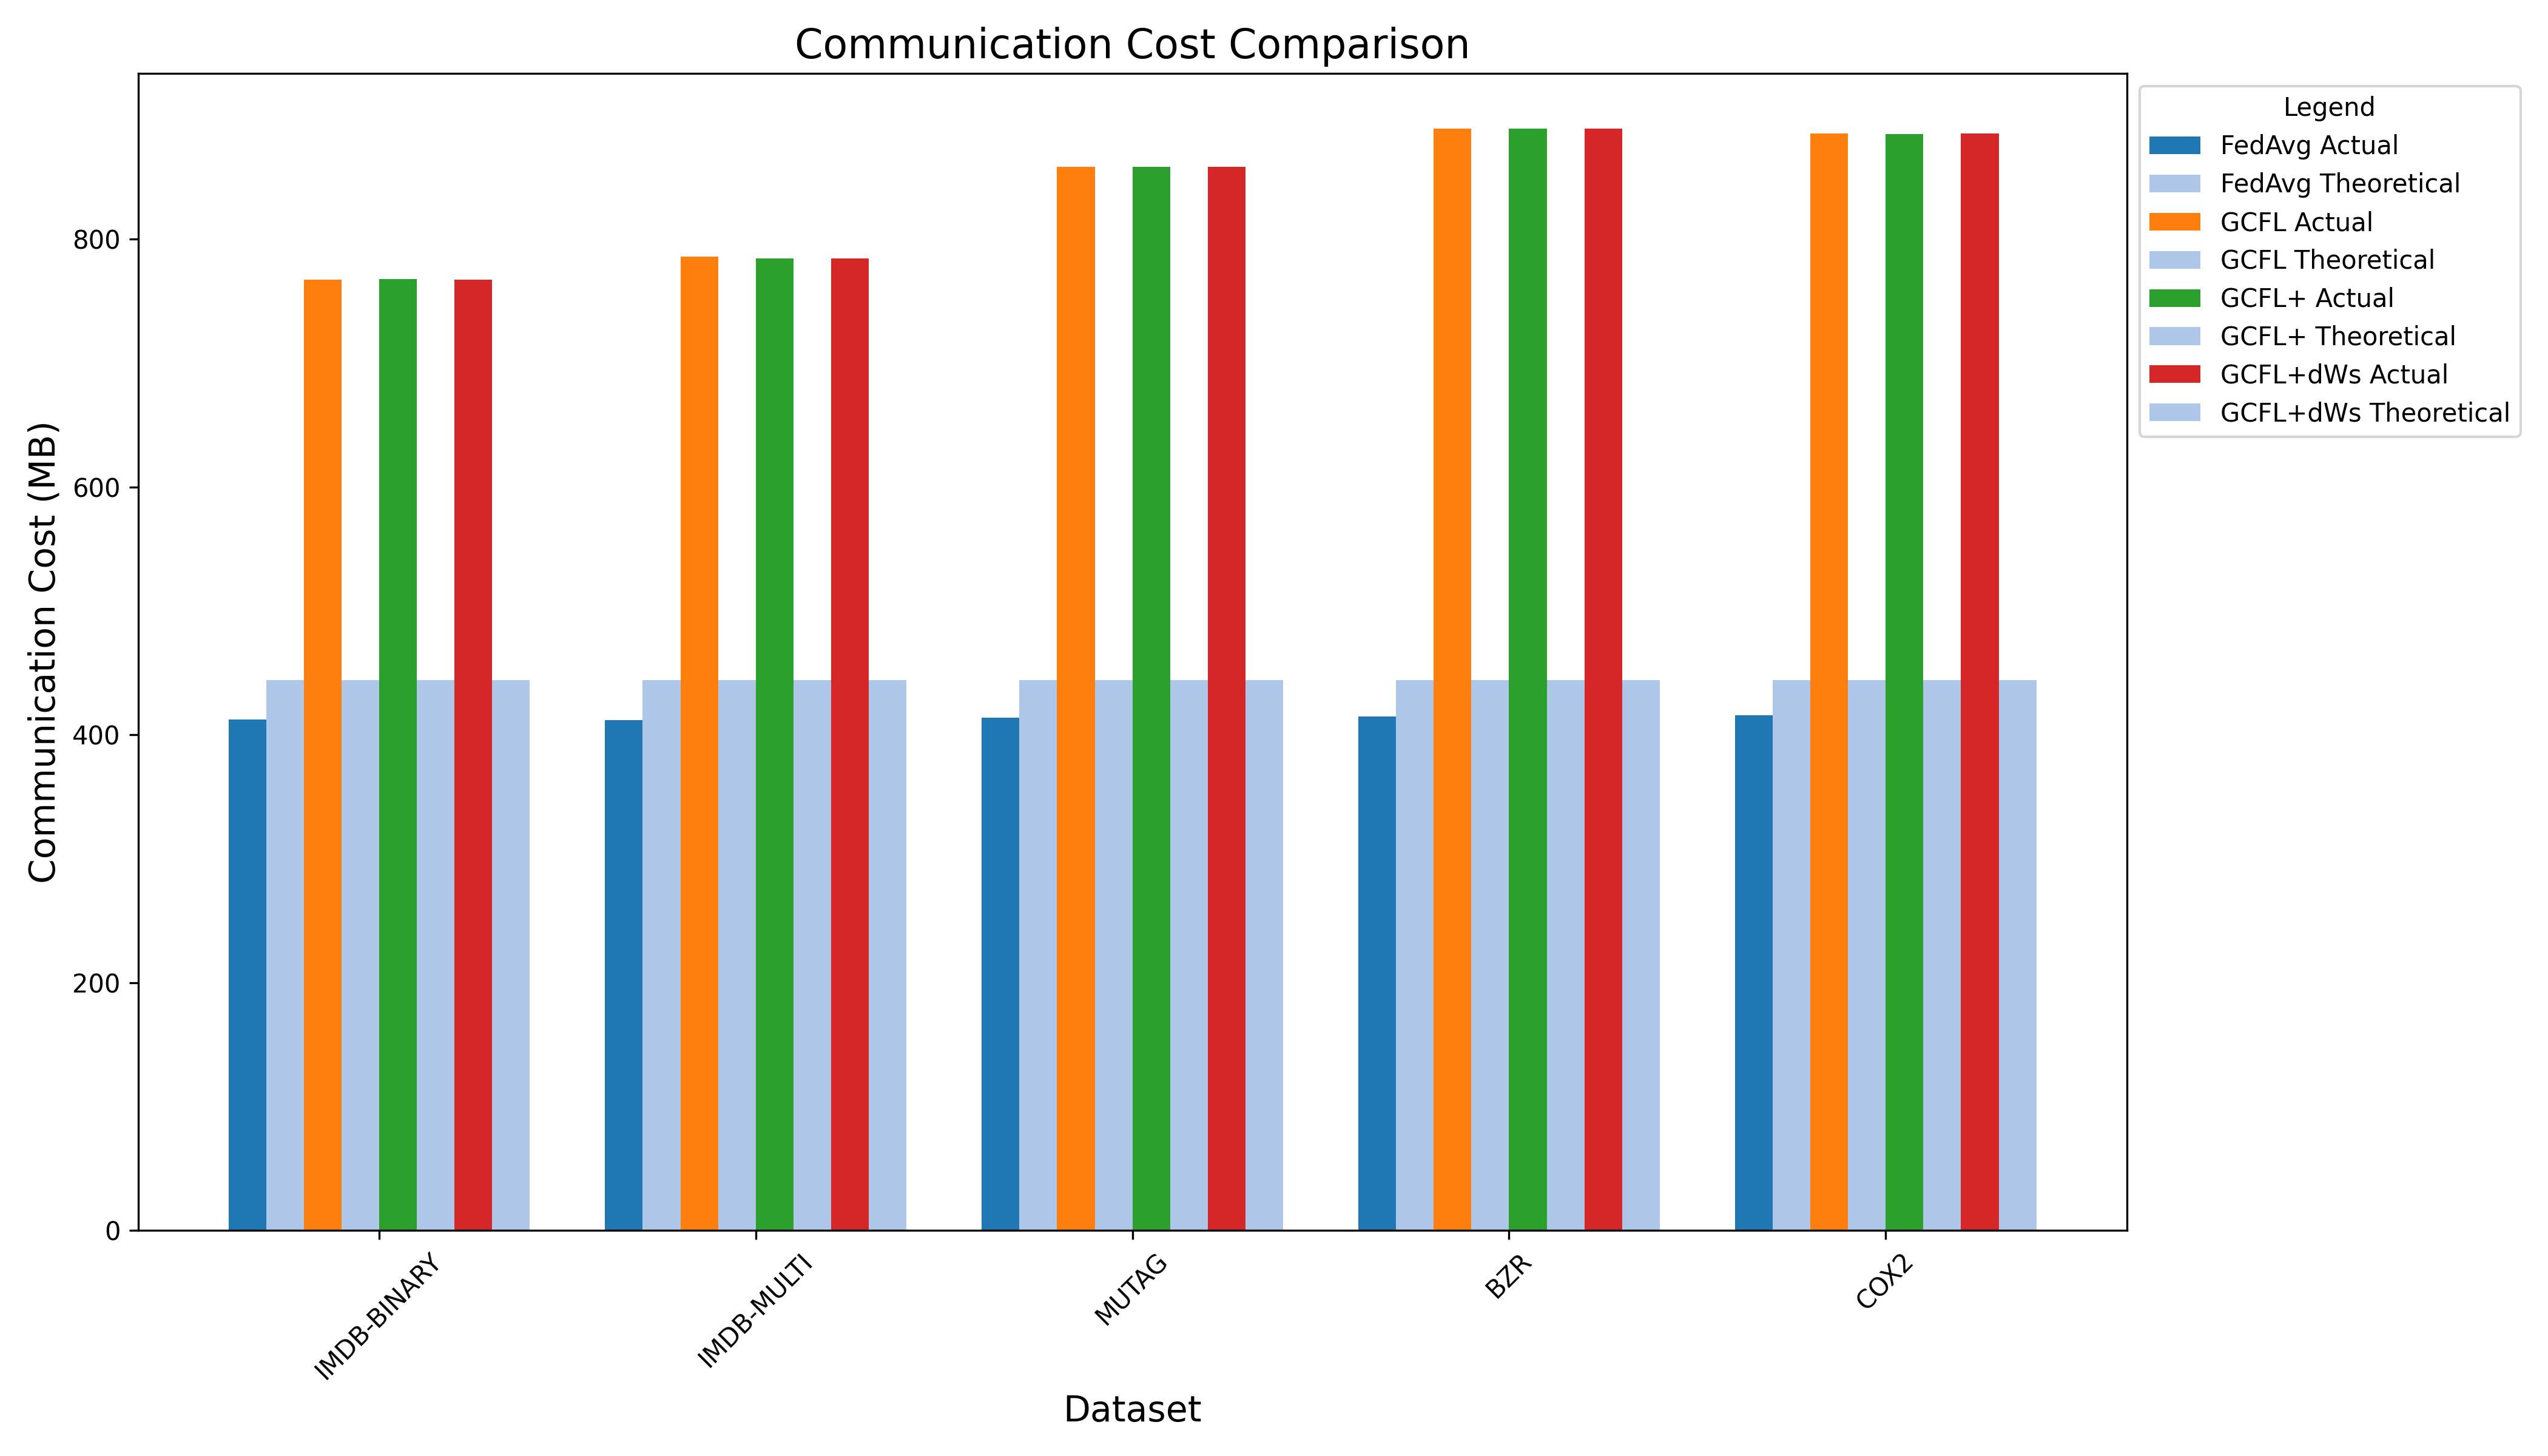 Communication Cost Comparison
Communication Cost (MB)
800
600
400
200
0
IMDB-BINARY
IMDB-MULTI
MUTAG
BZR
COX2
Dataset
Legend
FedAvg Actual
FedAvg Theoretical
GCFL Actual
GCFL Theoretical
GCFL+ Actual
GCFL+ Theoretical
GCFL+dWs Actual
GCFL+dWs Theoretical